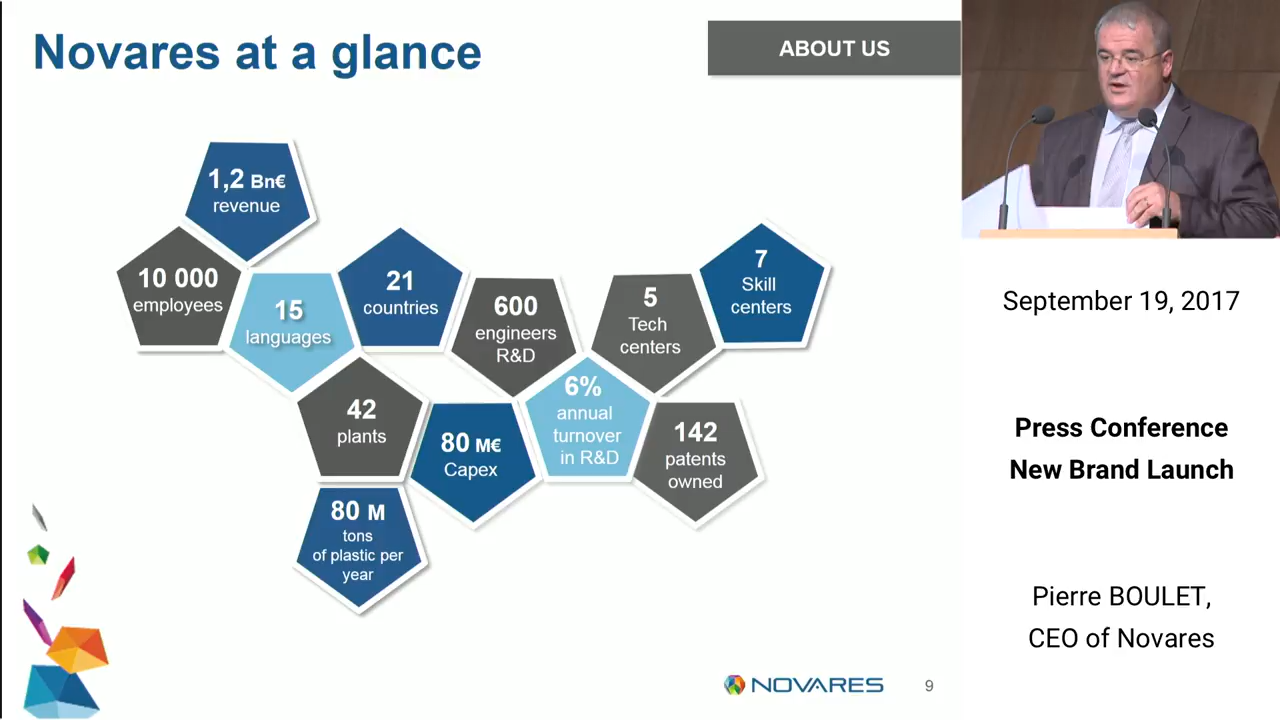 Novares at a glance
ABOUT US
1,2 Bn€
revenue
10 000
employees
15
languages
21
countries
600
engineers
R&D
5
Tech
centers
7
Skill
centers
42
plants
80 M€
Capex
6%
annual
turnover
in R&D
142
patents
owned
80 M
tons
of plastic per
year
NOVARES
9
September 19, 2017
Press Conference
New Brand Launch
Pierre BOULET,
CEO of Novares